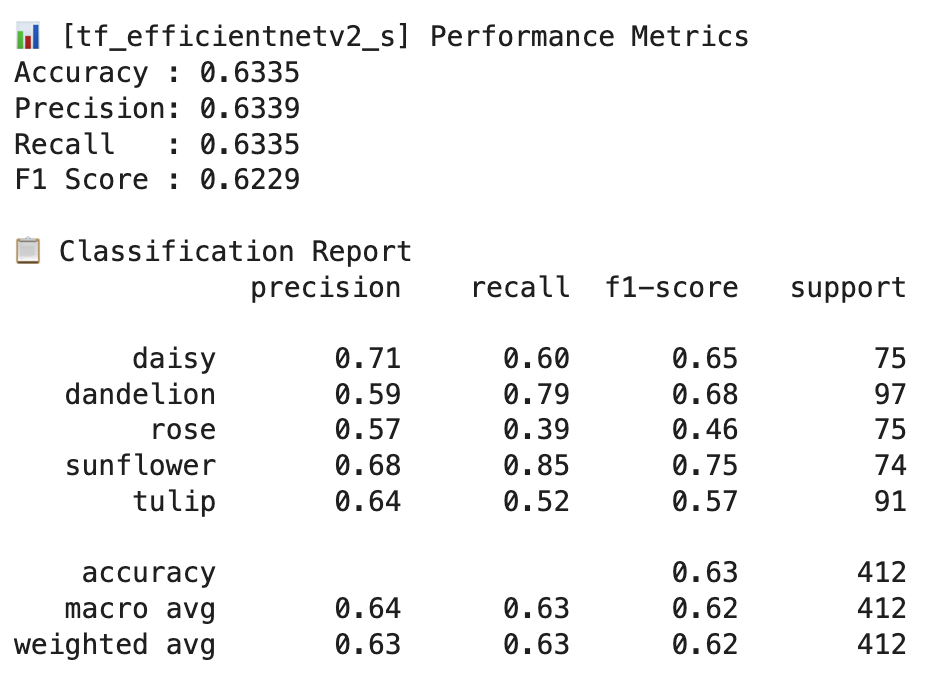 📊 [tf_efficientnetv2_s] Performance Metrics
Accuracy : 0.6335
Precision: 0.6339
Recall   : 0.6335
F1 Score : 0.6229
📋 Classification Report
              precision    recall  f1-score   support
       daisy       0.71      0.60      0.65        75
   dandelion       0.59      0.79      0.68        97
        rose       0.57      0.39      0.46        75
   sunflower       0.68      0.85      0.75        74
       tulip       0.64      0.52      0.57        91
    accuracy                           0.63       412
   macro avg       0.64      0.63      0.62       412
weighted avg       0.63      0.63      0.62       412